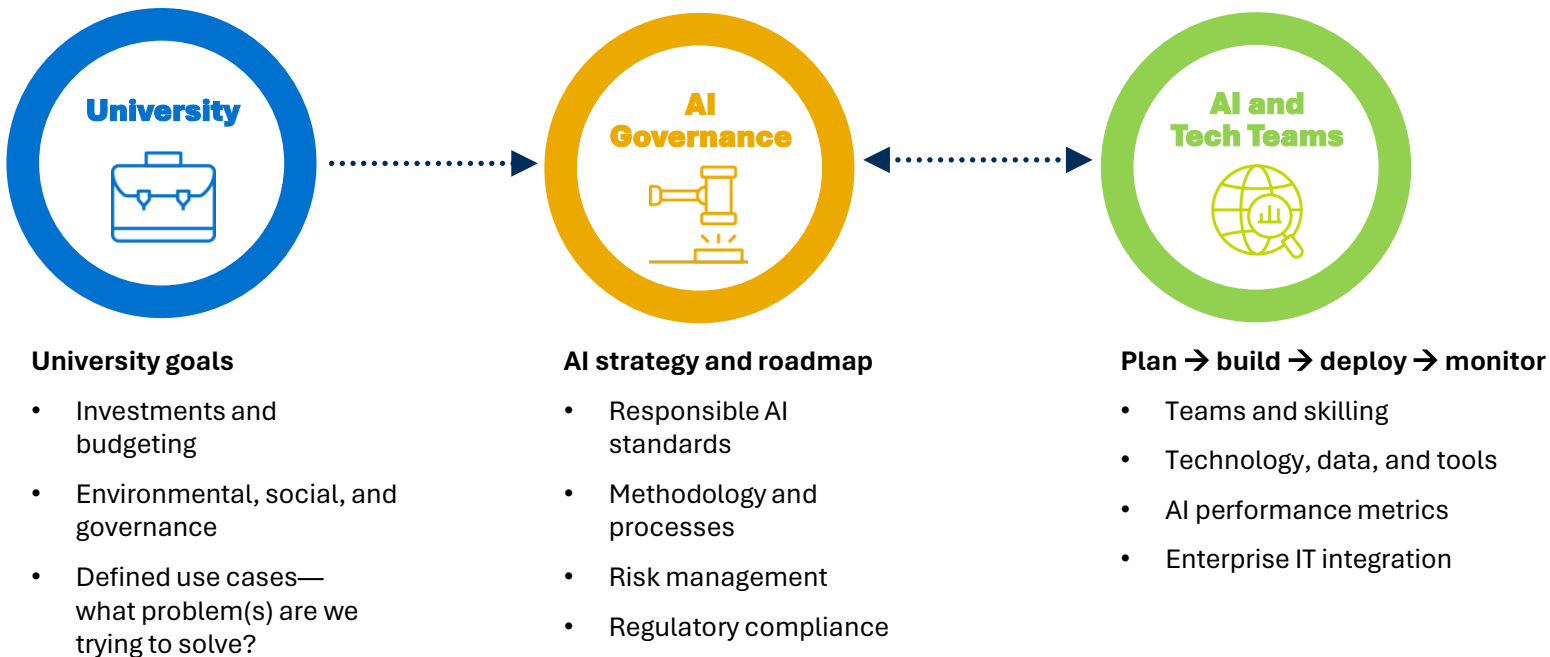 University
AI
Governance
AI and
Tech Teams
University goals
• Investments and
budgeting
• Environmental, social, and
governance
• Defined use cases—
what problem(s) are we
trying to solve?
AI strategy and roadmap
• Responsible AI
standards
• Methodology and
processes
• Risk management
• Regulatory compliance
Plan → build → deploy → monitor
• Teams and skilling
• Technology, data, and tools
• AI performance metrics
• Enterprise IT integration